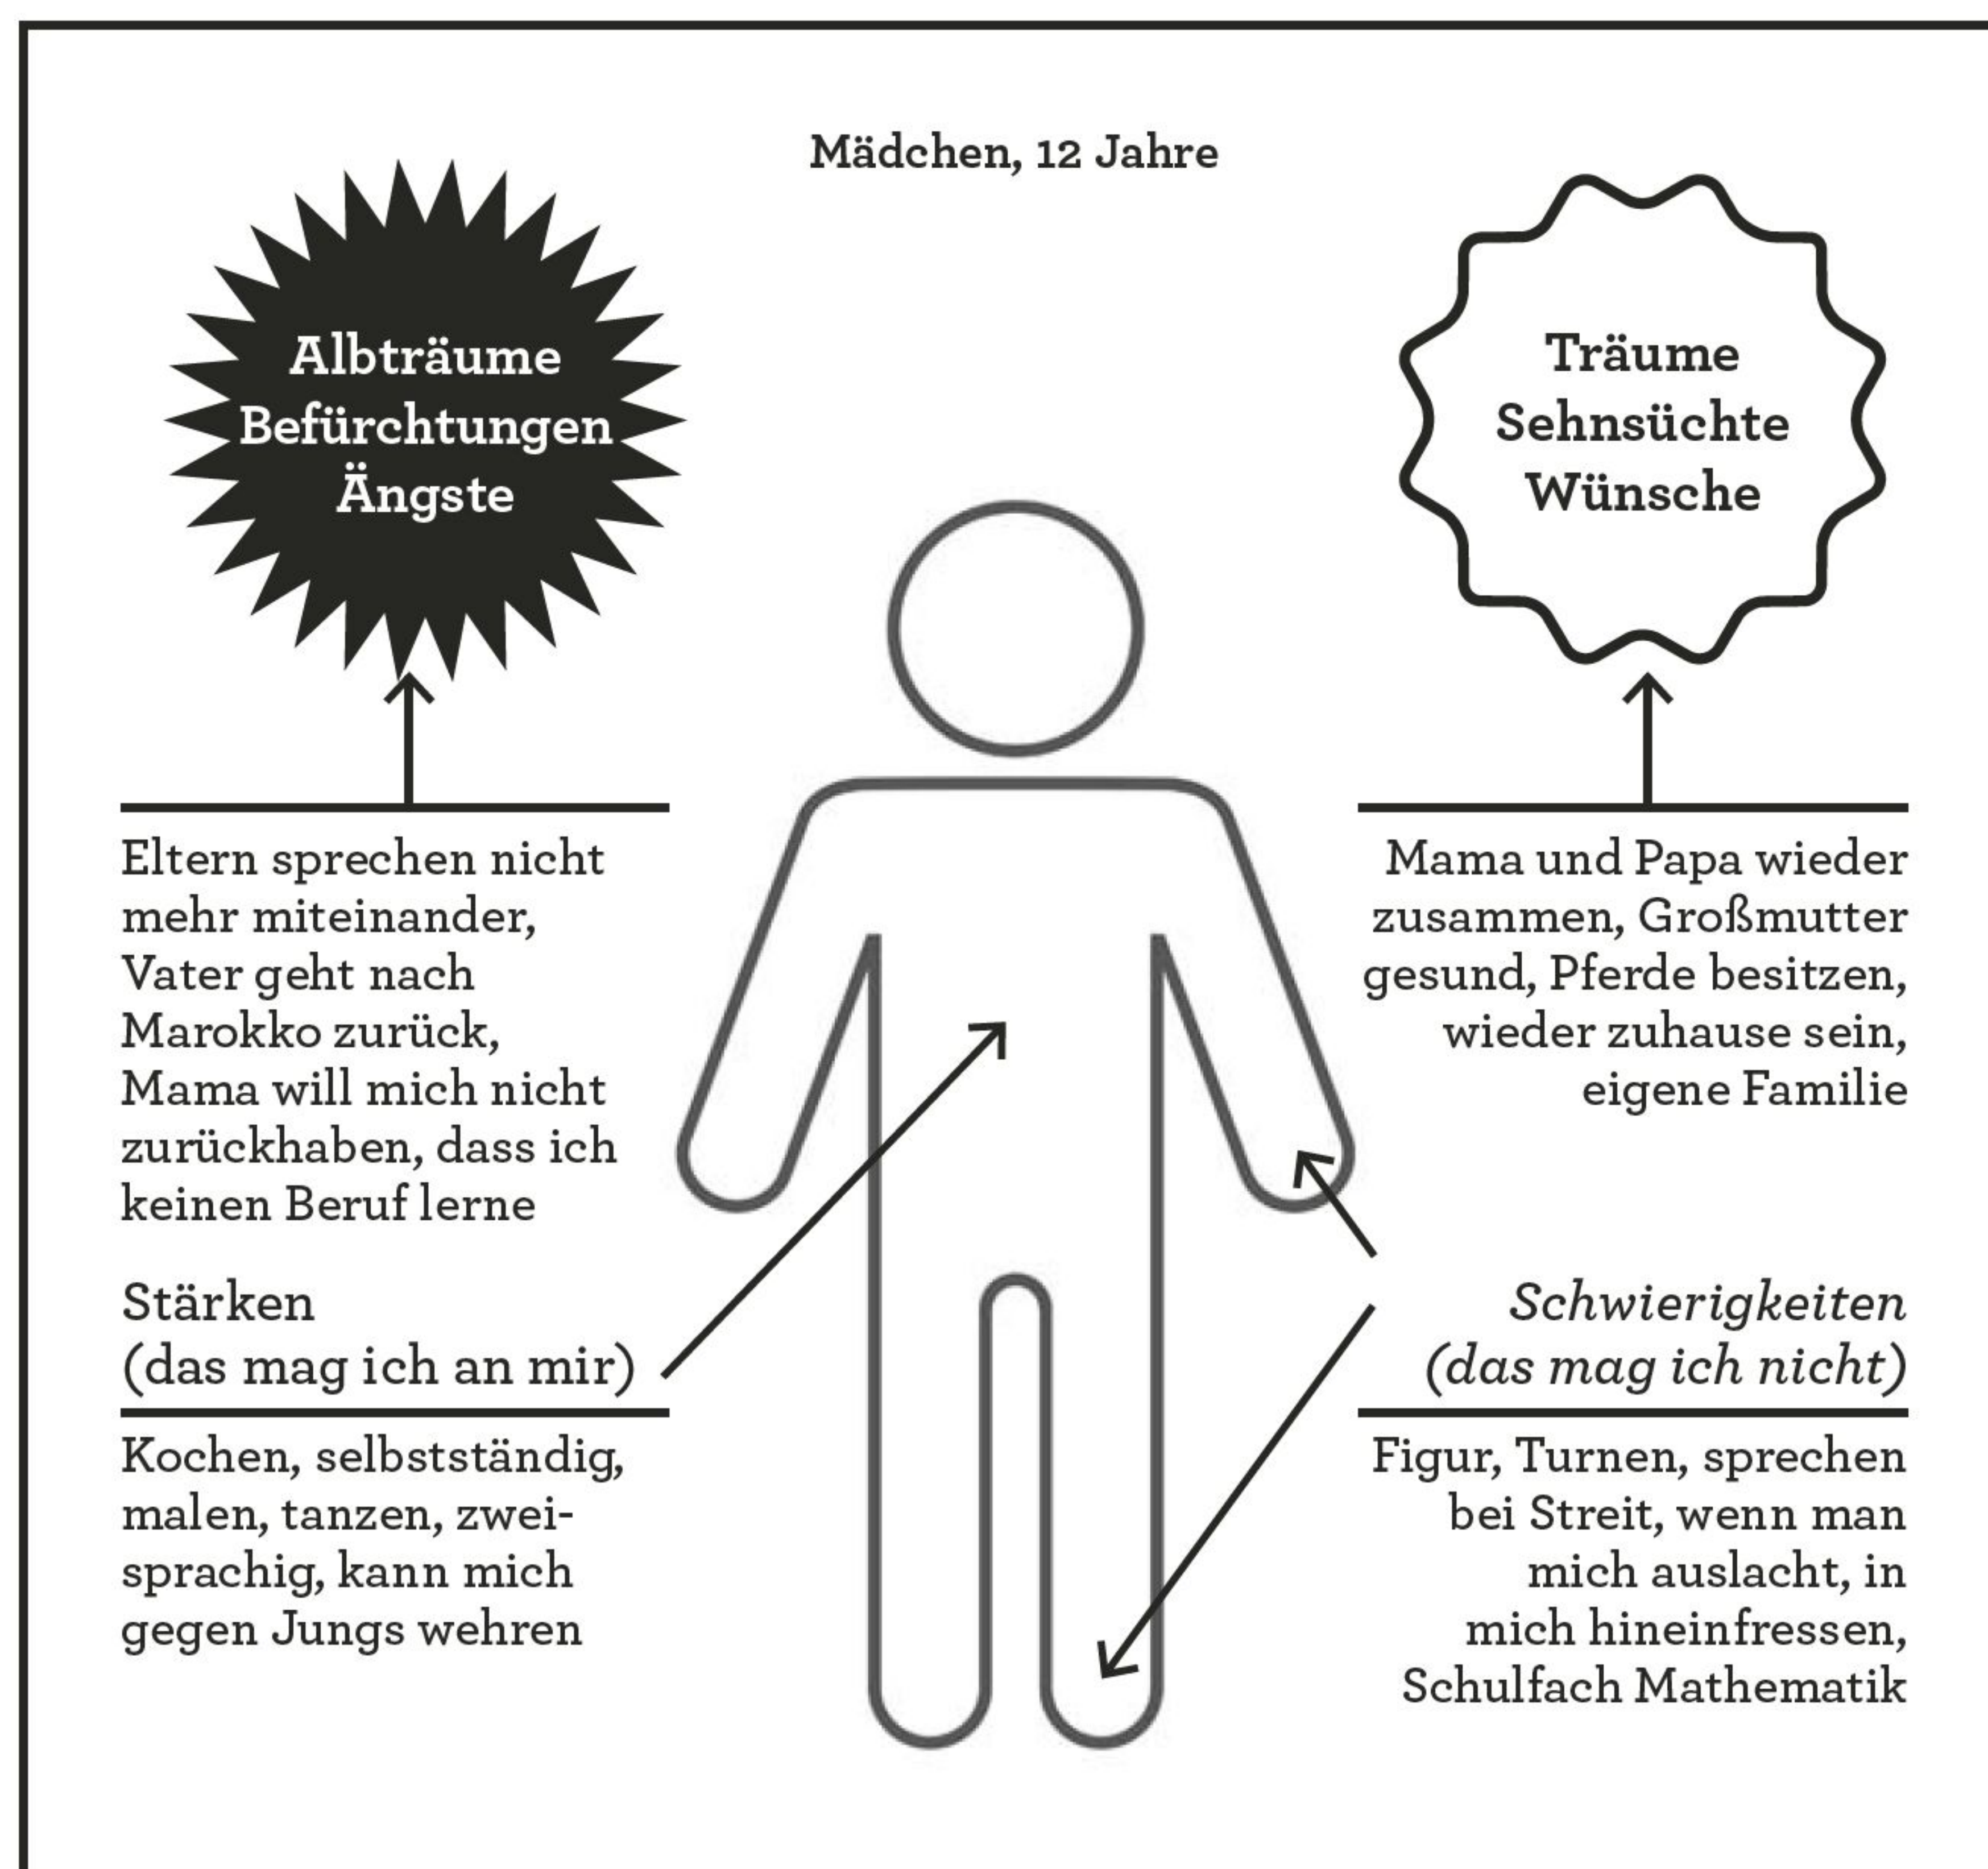 Mädchen, 12 Jahre
Albträume
Befürchtungen
Ängste
Träume
Sehnsüchte
Wünsche
Eltern sprechen nicht
mehr miteinander,
Vater geht nach
Marokko zurück,
Mama will mich nicht
zurückhaben, dass ich
keinen Beruf lerne
Mama und Papa wieder
zusammen, Großmutter
gesund, Pferde besitzen,
wieder zuhause sein,
eigene Familie
Stärken
(das mag ich an mir)
Kochen, selbstständig,
malen, tanzen, zwei-
sprachig, kann mich
gegen Jungs wehren
Schwierigkeiten
(das mag ich nicht)
Figur, Turnen, sprechen
bei Streit, wenn man
mich auslacht, in
mich hineinfressen,
Schulfach Mathematik